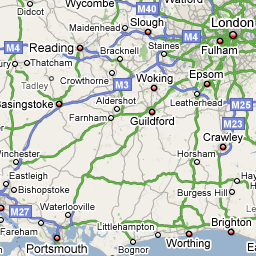 Didcot
Wycombe
M40
London
Maidenhead
Slough
M4
M4
Reading
Bracknell
Staines
Fulham
Thatcham
Crowthorne
Woking
Epsom
Tadley
M3
Basingstoke
Aldershot
Leatherhead
M25
Farnham
Guildford
M23
Crawley
Winchester
Horsham
Eastleigh
Bishopstoke
Burgess Hill
M27
Waterlooville
Fareham
Littlehampton
Brighton
Portsmouth
Worthing
Bognor